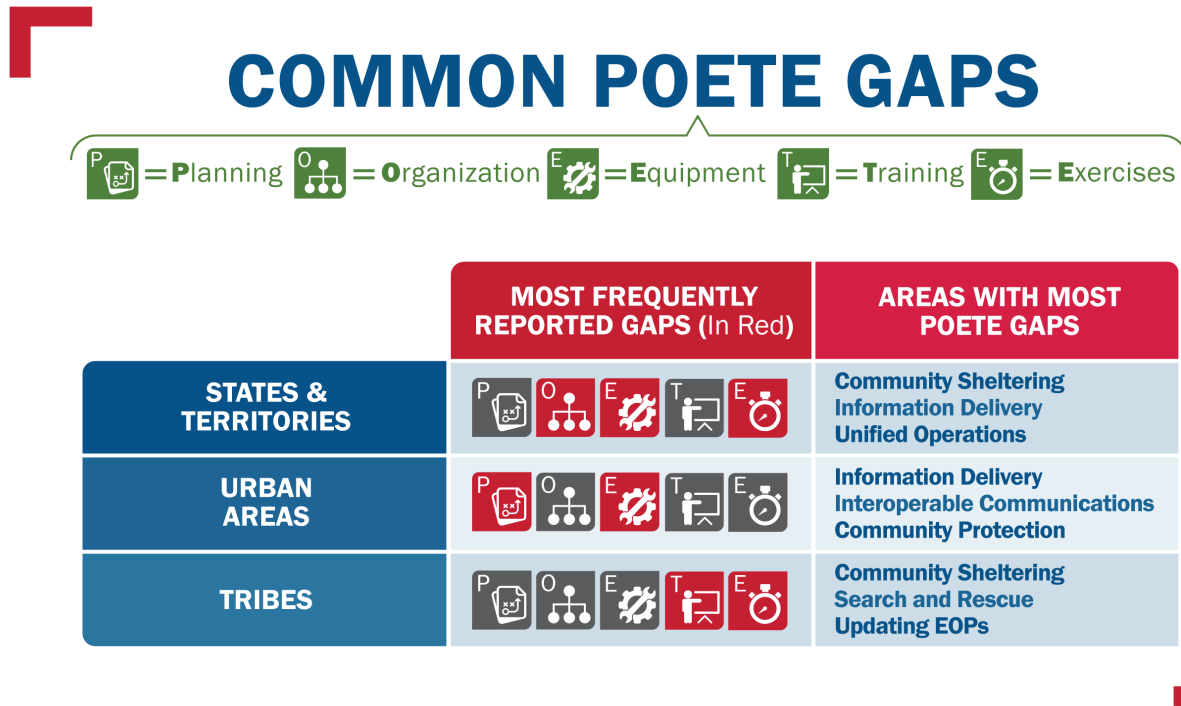 COMMON POETE GAPS
P =Planning O =Organization E =Equipment T =Training E =Exercises
MOST FREQUENTLY
REPORTED GAPS (In Red)
AREAS WITH MOST
POETE GAPS
STATES &
TERRITORIES
P O E T E
Community Sheltering
Information Delivery
Unified Operations
URBAN
AREAS
P O E T E
Information Delivery
Interoperable Communications
Community Protection
TRIBES
P O E T E
Community Sheltering
Search and Rescue
Updating EOPs